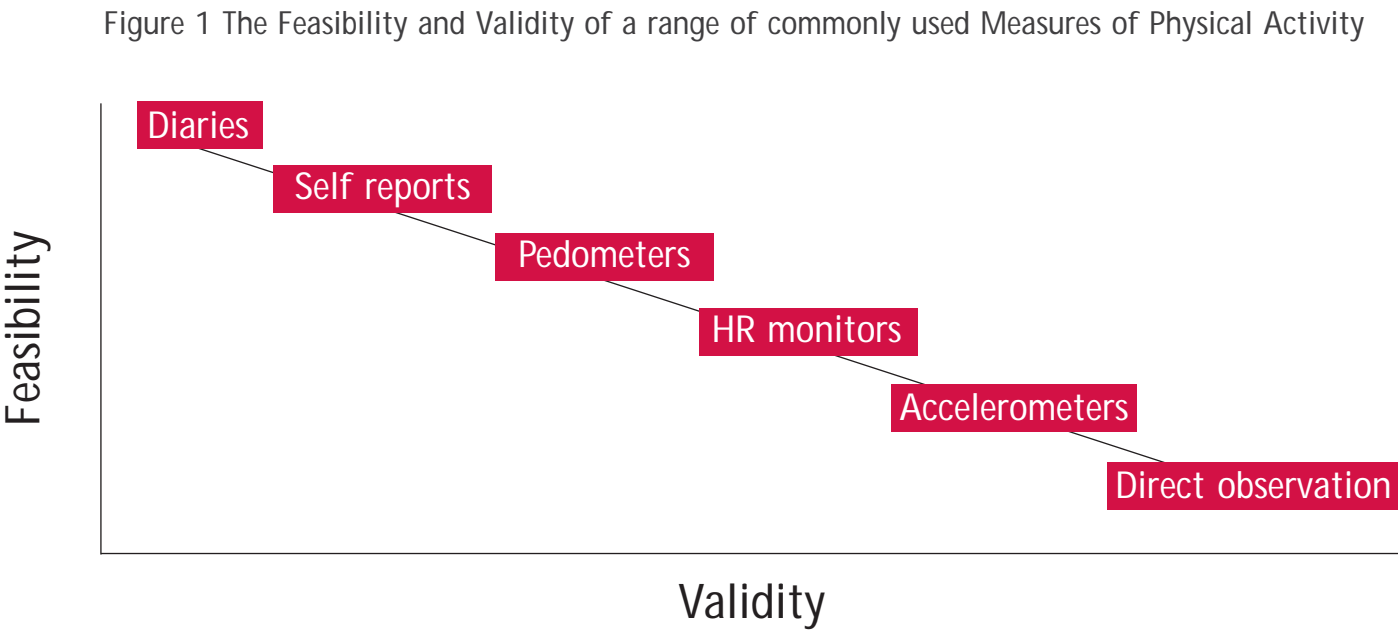 Figure 1 The Feasibility and Validity of a range of commonly used Measures of Physical Activity
Diaries
Self reports
Pedometers
HR monitors
Accelerometers
Direct observation
Feasibility
Validity